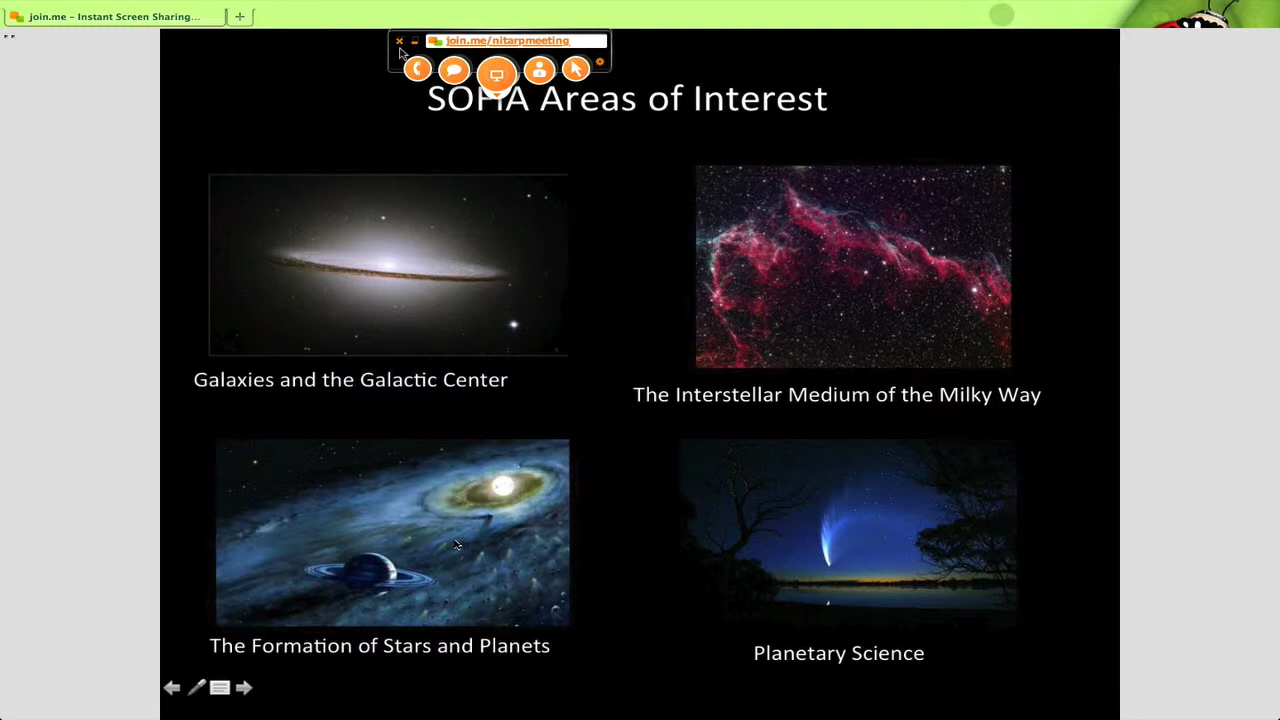 join.me – Instant Screen Sharing...
join.me/nitarpmeeting
SOFIA Areas of Interest
Galaxies and the Galactic Center
The Interstellar Medium of the Milky Way
The Formation of Stars and Planets
Planetary Science